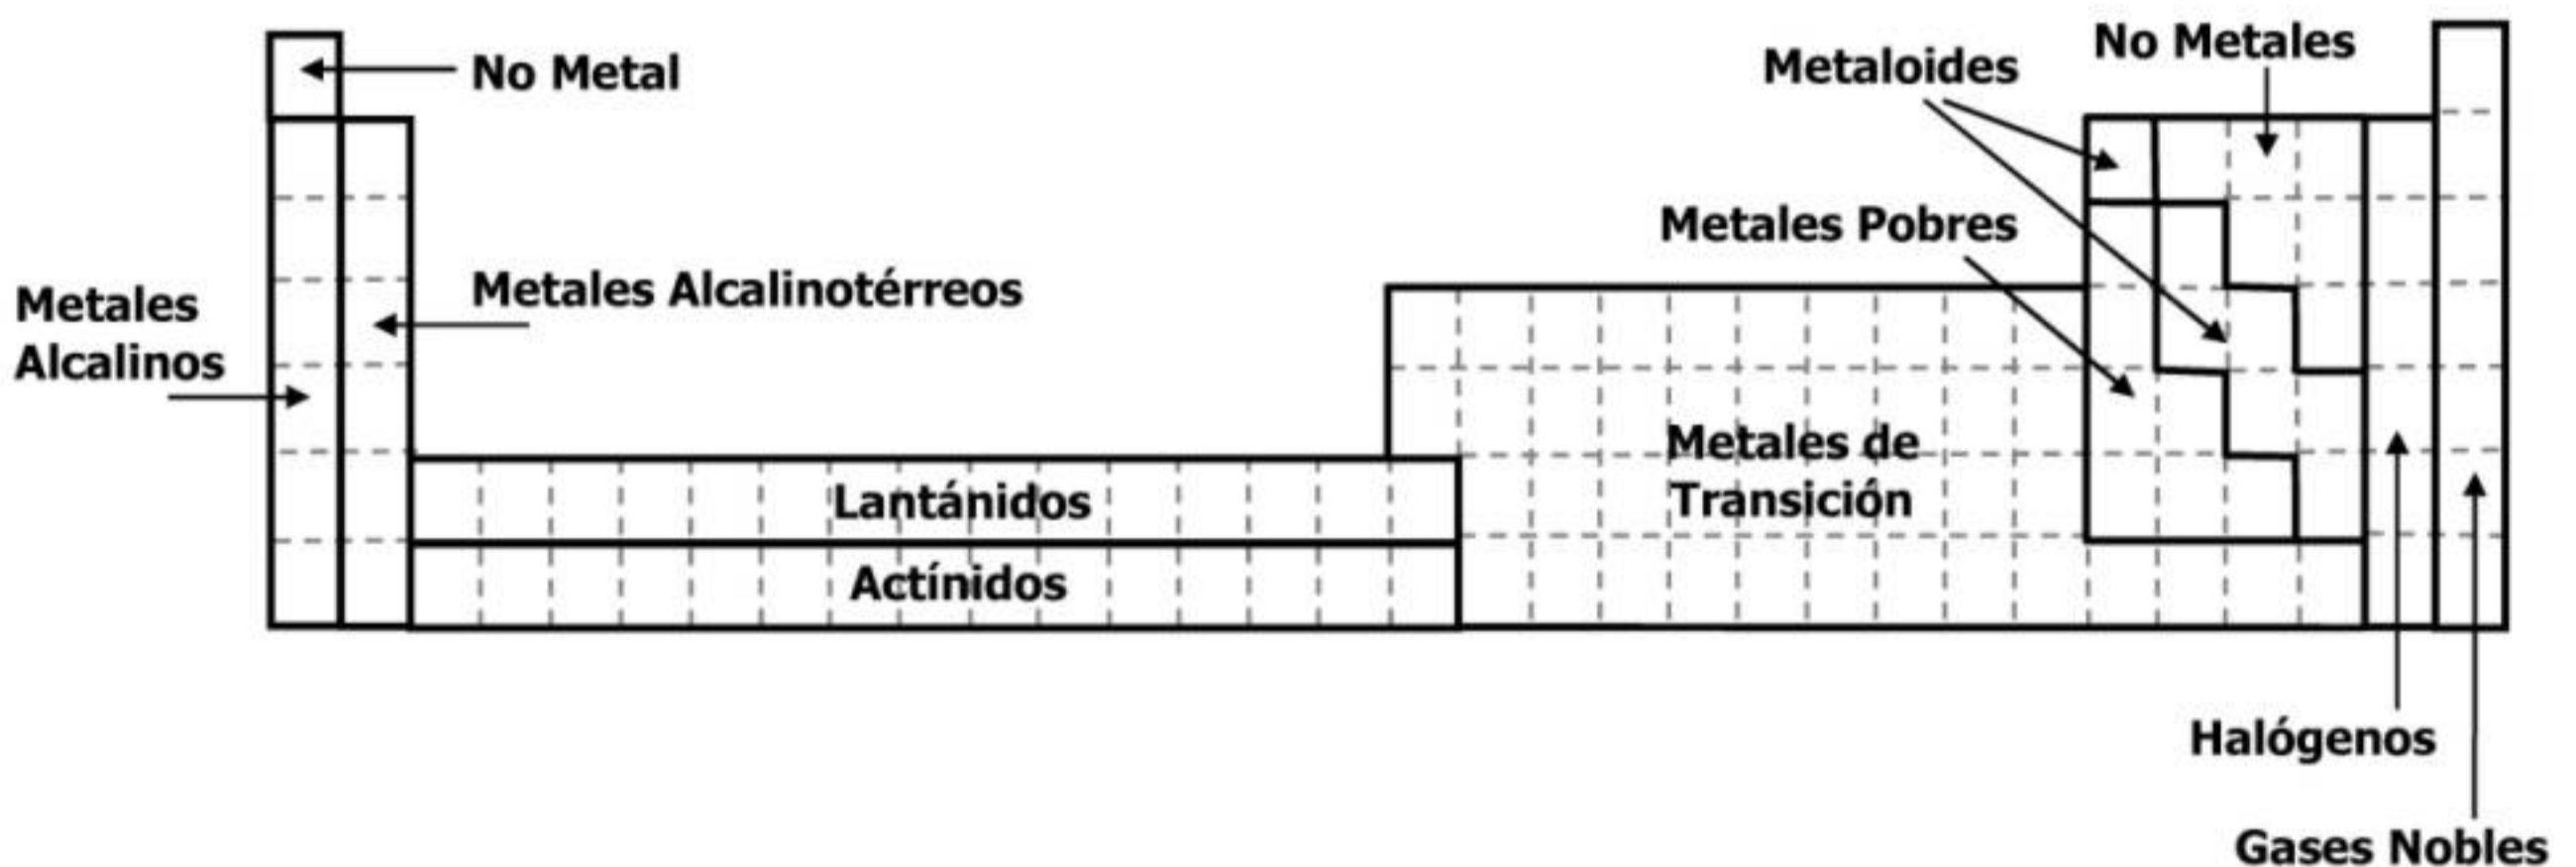 No Metal
Metales
Alcalinos
Metales Alcalinotérreos
Lantánidos
Actínidos
Metales de
Transición
Metales Pobres
Metaloides
No Metales
Halógenos
Gases Nobles